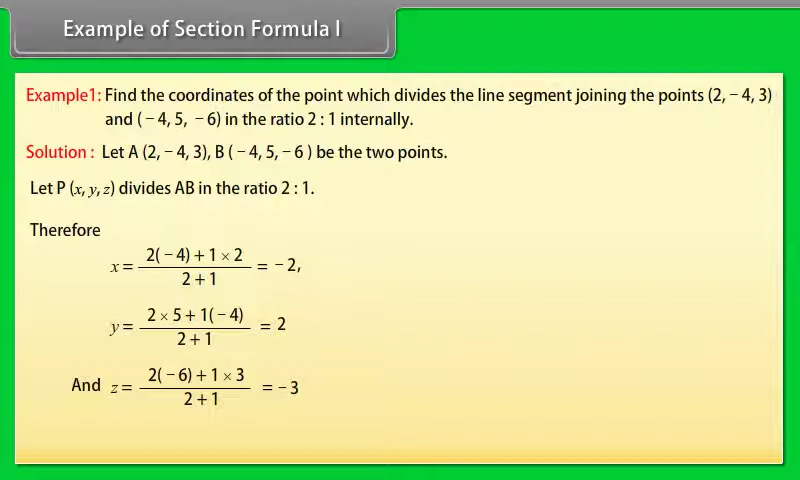 Example of Section Formula I
Example1: Find the coordinates of the point which divides the line segment joining the points (2, − 4, 3)
and ( − 4, 5, − 6) in the ratio 2 : 1 internally.
Solution : Let A (2, − 4, 3), B ( − 4, 5, − 6 ) be the two points.
Let P (x, y, z) divides AB in the ratio 2 : 1.
Therefore
x = 2( − 4) + 1 × 2 / 2 + 1 = − 2,
y = 2 × 5 + 1( − 4) / 2 + 1 = 2
And z = 2( − 6) + 1 × 3 / 2 + 1 = − 3